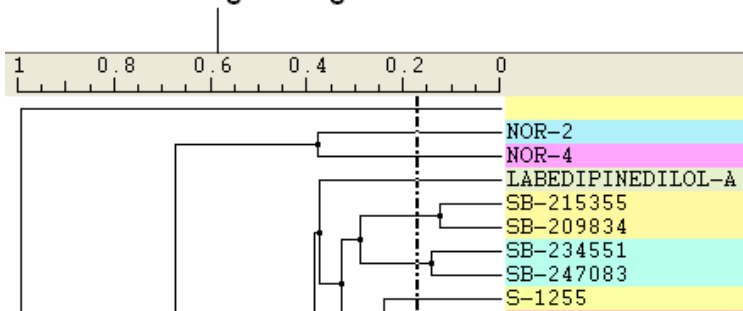 1 0.8 0.6 0.4 0.2 0
NOR-2
NOR-4
LABEDIPINEDILOL-A
SB-215355
SB-209834
SB-234551
SB-247083
S-1255